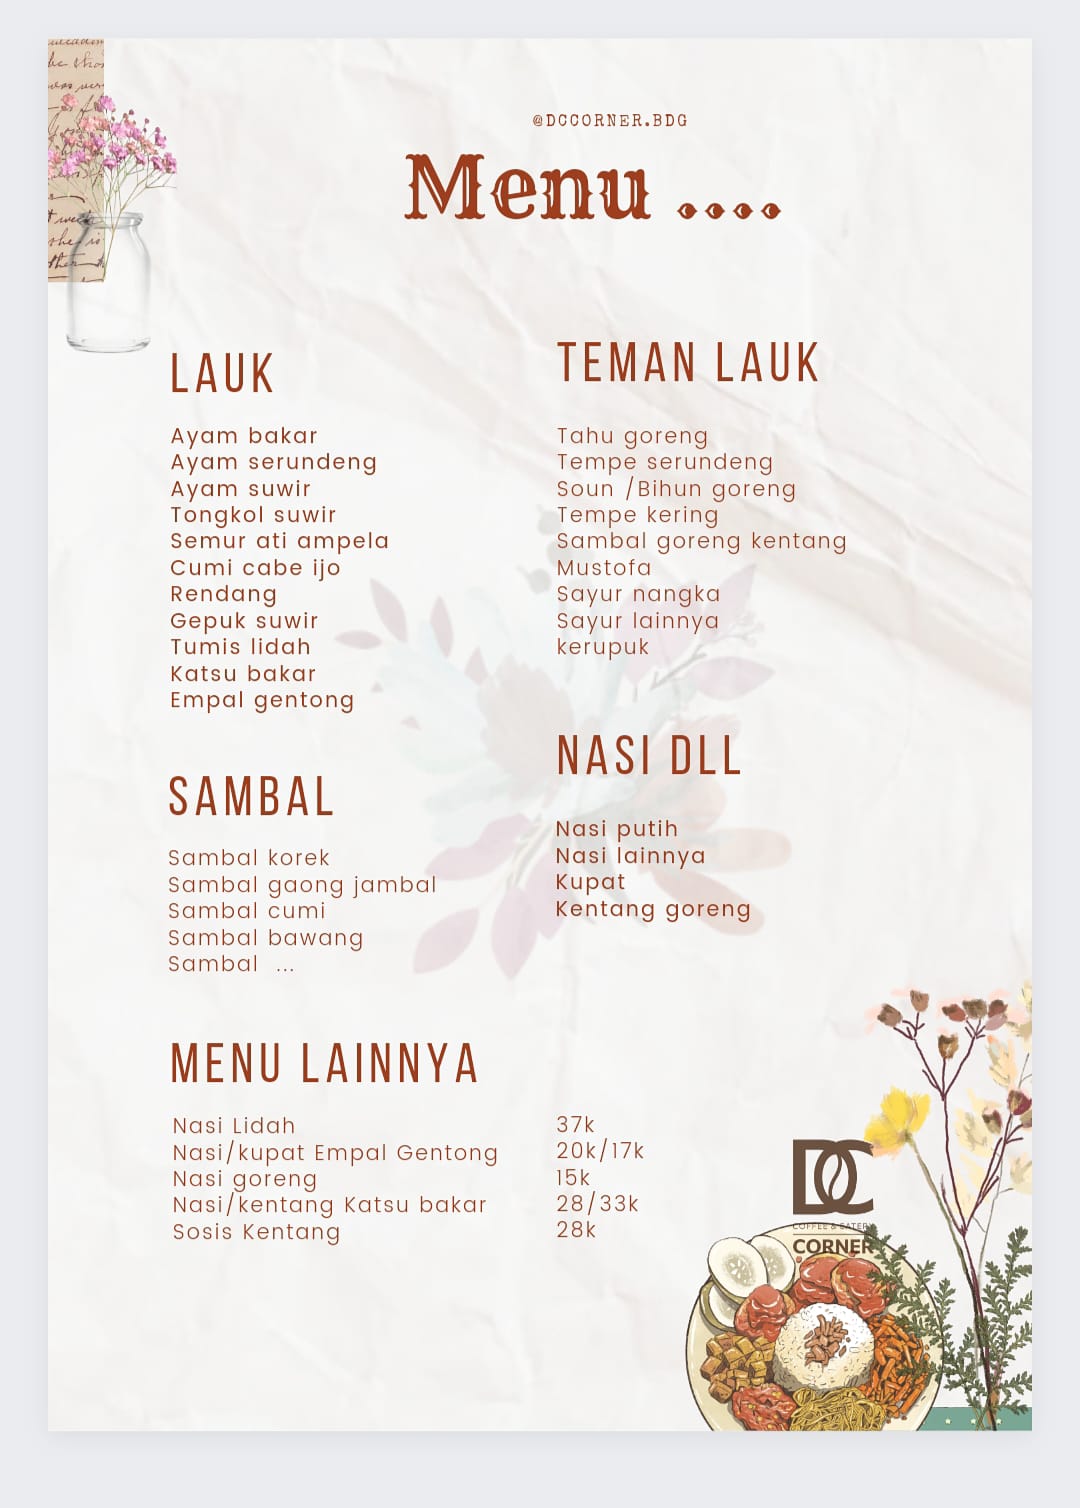 @DCCORNER.BDG
Menu ....
LAUK
Ayam bakar
Ayam serundeng
Ayam suwir
Tongkol suwir
Semur ati ampela
Cumi cabe ijo
Rendang
Gepuk suwir
Tumis lidah
Katsu bakar
Empal gentong
TEMAN LAUK
Tahu goreng
Tempe serundeng
Soun /Bihun goreng
Tempe kering
Sambal goreng kentang
Mustofa
Sayur nangka
Sayur lainnya
kerupuk
SAMBAL
Sambal korek
Sambal gaong jambal
Sambal cumi
Sambal bawang
Sambal ...
NASI DLL
Nasi putih
Nasi lainnya
Kupat
Kentang goreng
MENU LAINNYA
Nasi Lidah 37k
Nasi/kupat Empal Gentong 20k/17k
Nasi goreng 15k
Nasi/kentang Katsu bakar 28/33k
Sosis Kentang 28k
DC
COFFEE & EATERY
CORNER